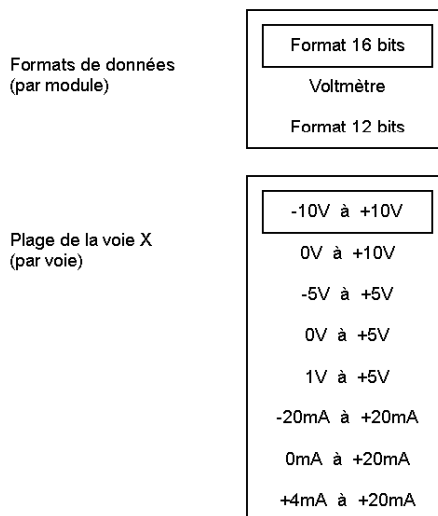 Formats de données
(par module)
Format 16 bits
Voltmètre
Format 12 bits
Plage de la voie X
(par voie)
-10V à +10V
0V à +10V
-5V à +5V
0V à +5V
1V à +5V
-20mA à +20mA
0mA à +20mA
+4mA à +20mA